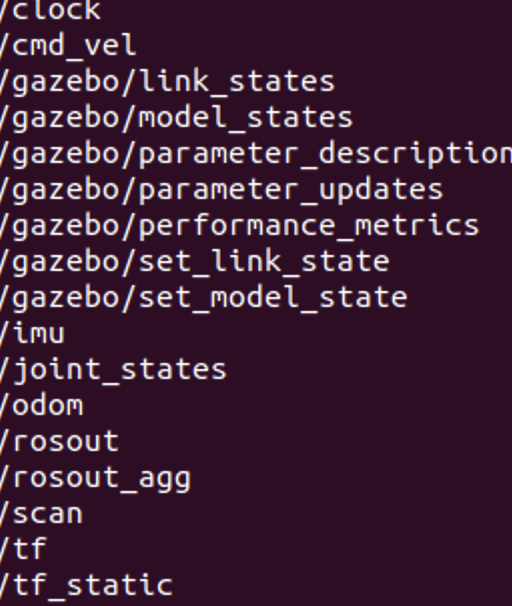 /clock
/cmd_vel
/gazebo/link_states
/gazebo/model_states
/gazebo/parameter_description
/gazebo/parameter_updates
/gazebo/performance_metrics
/gazebo/set_link_state
/gazebo/set_model_state
/imu
/joint_states
/odom
/rosout
/rosout_agg
/scan
/tf
/tf_static